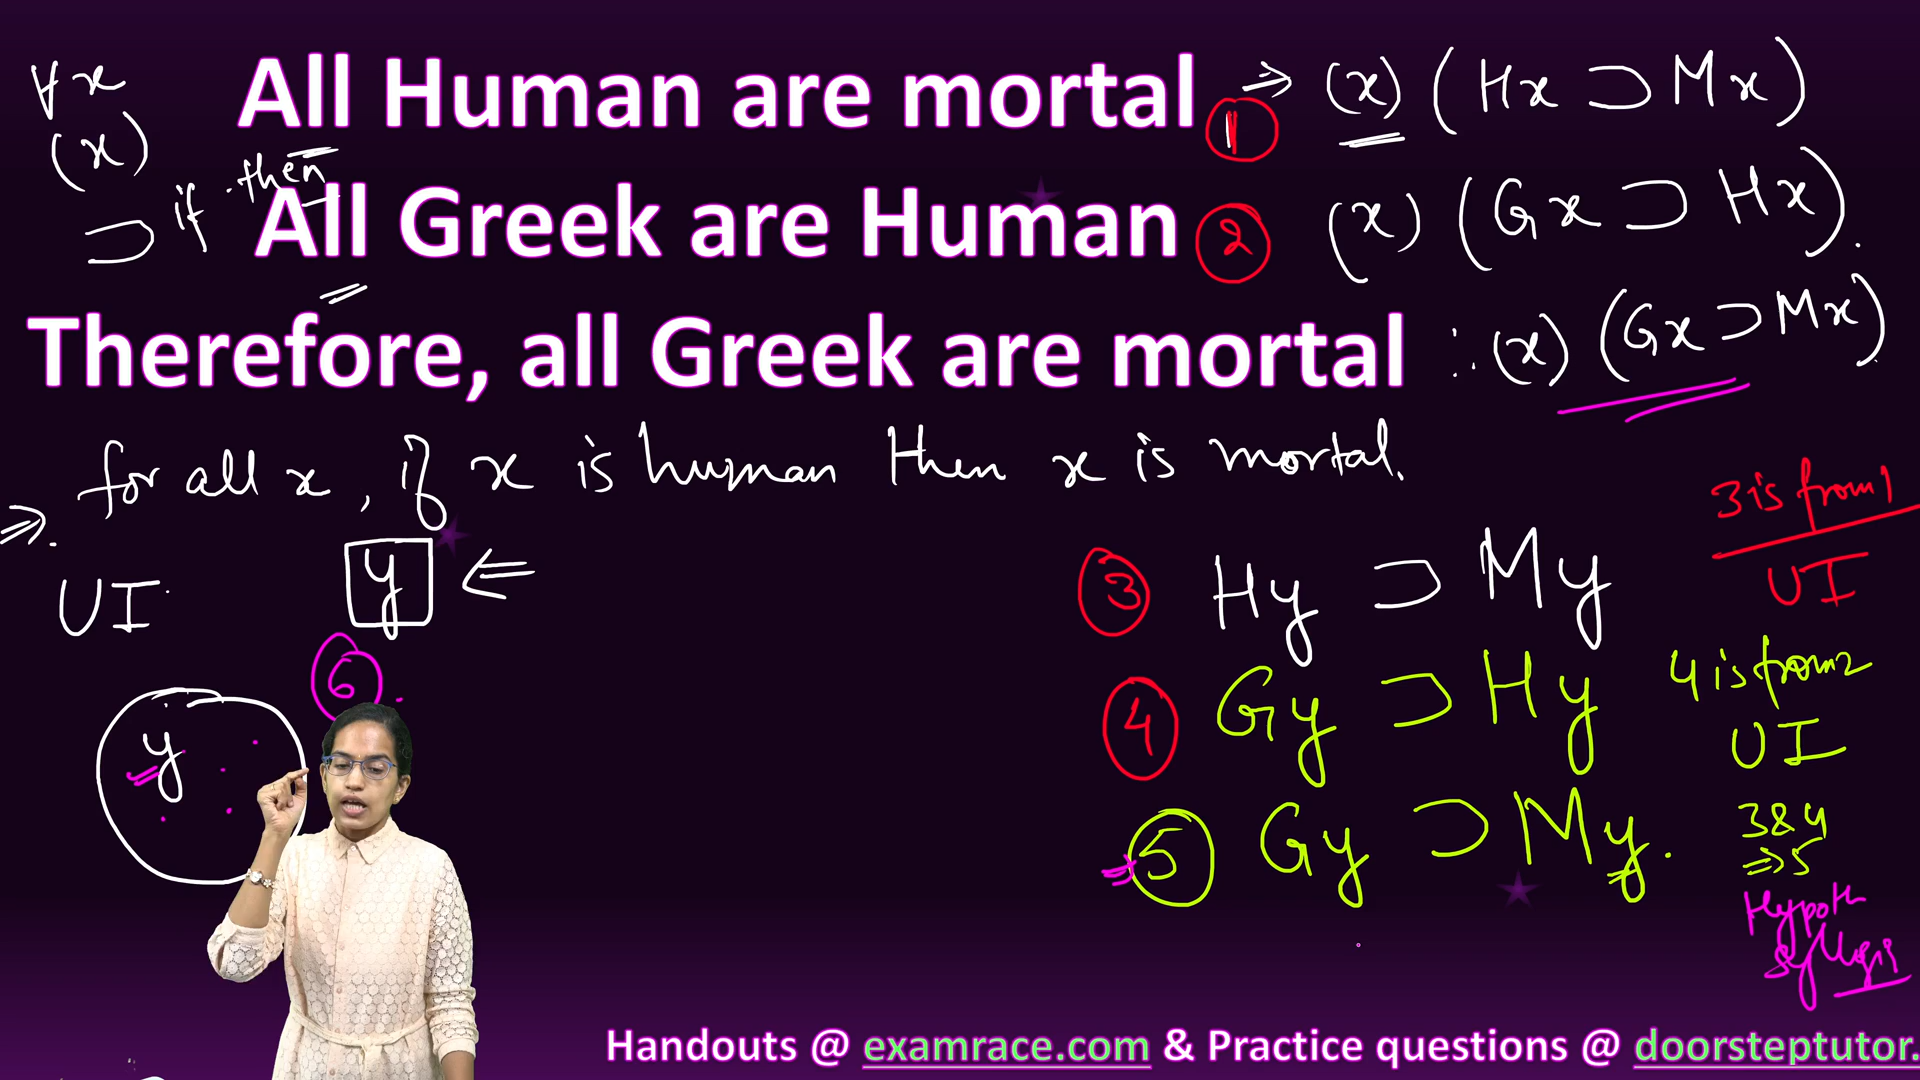 ∀x
(x)
⊃ if then
All Human are mortal ① ⇒ (x) (Hx ⊃ Mx)
All Greek are Human ② (x) (Gx ⊃ Hx).
Therefore, all Greek are mortal ∴ (x) (Gx ⊃ Mx)
for all x, if x is human then x is mortal.
⇒.
UI
y ⇐
⑥
y
③ Hy ⊃ My
3 is from 1
UI
④ Gy ⊃ Hy
4 is from 2
UI
⑤ Gy ⊃ My.
3 & 4
⇒ 5
Hypoth
Handouts @ examrace.com & Practice questions @ doorsteptutor.